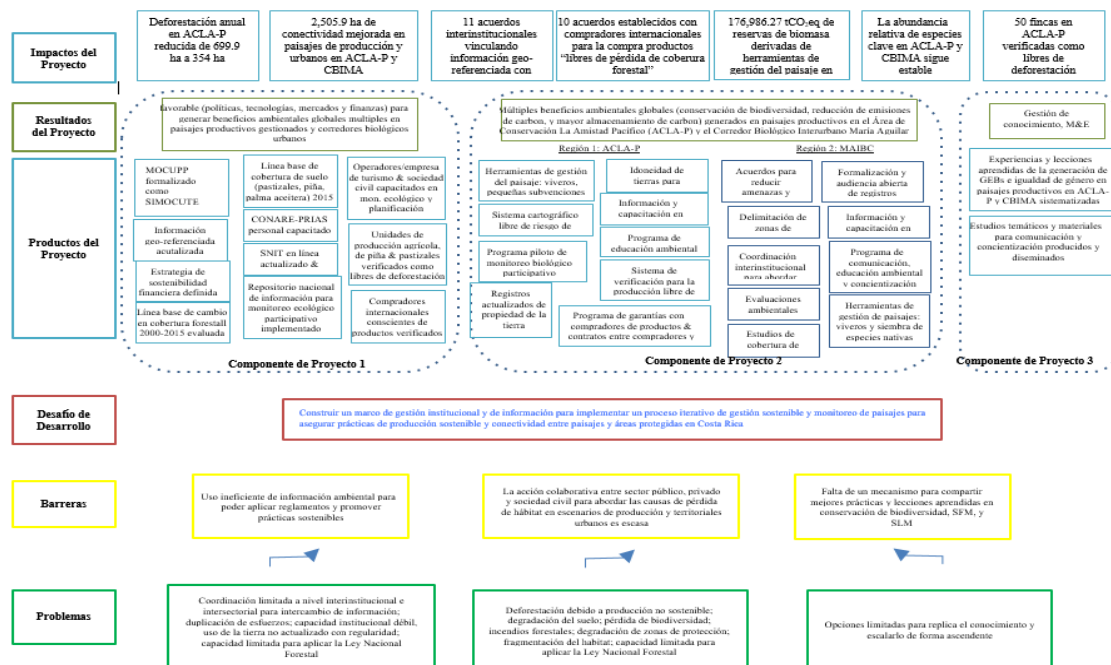 Impactos del
Proyecto
Deforestación anual
en ACLA-P
reducida de 699.9
ha a 354 ha
2,505.9 ha de
conectividad mejorada en
paisajes de producción y
urbanos en ACLA-P y
CBIMA
11 acuerdos
interinstitucionales
vinculando
información geo-
referenciada con
10 acuerdos establecidos con
compradores internacionales
para la compra productos
“libres de pérdida de cobertura
forestal”
176,986.27 tCO₂eq de
reservas de biomasa
derivadas de
herramientas de
gestión del paisaje en
La abundancia
relativa de especies
clave en ACLA-P y
CBIMA sigue
estable
50 fincas en
ACLA-P
verificadas como
libres de
deforestación
Resultados
del Proyecto
favorable (políticas, tecnologías, mercados y finanzas) para
generar beneficios ambientales globales multiples en
paisajes productivos gestionados y corredores biológicos
urbanos
Múltiples beneficios ambientales globales (conservación de biodiversidad, reducción de emisiones
de carbon, y mayor almacenamiento de carbon) generados en paisajes productivos en el Área de
Conservación La Amistad Pacífico (ACLA-P) y el Corredor Biológico Interurbano María Aguilar
Gestión de
conocimiento, M&E
Región 1: ACLA-P
Región 2: MAIBC
Productos del
Proyecto
MOCUPP
formalizado
como
SIMOCUTE
Información
geo-referenciada
acutalizada
Estrategia de
sostenibilidad
financiera definida
Línea base de cambio
en cobertura forestall
2000-2015 evaluada
Línea base de
cobertura de suelo
(pastizales, piña,
palma aceitera) 2015
CONARE-PRIAS
personal capacitado
SNIT en línea
actualizado &
Repositorio nacional
de información para
monitoreo ecológico
participativo
implementado
Operadores/empresa
de turismo & sociedad
civil capacitados en
mon. ecológico y
planificación
Unidades de
producción agrícola,
de piña & pastizales
verificados como
libres de deforestación
Compradores
internacionales
conscientes de
productos verificados
Componente de Proyecto 1
Herramientas de gestión
del paisaje: viveros,
pequeñas subvenciones
Sistema cartográfico
libre de riesgo de
Programa piloto de
monitoreo biológico
participativo
Registros
actualizados de
propiedad de la
tierra
Idoneidad de
tierras para
Información y
capacitación en
Programa de
educación ambiental
Sistema de
verificación para la
producción libre de
Programa de garantías con
compradores de productos &
contratos entre compradores y
Acuerdos para
reducir
amenazas y
Delimitación de
zonas de
Coordinación
interinstitucional
para abordar
Evaluaciones
ambientales
Estudios de
cobertura de
Formalización y
audiencia abierta
de registros
Información y
capacitación en
Programa de
comunicación,
educación ambiental
y concientización
Herramientas de
gestión de paisajes:
viveros y siembra de
especies nativas
Componente de Proyecto 2
Experiencias y lecciones
aprendidas de la generación de
GEBs e igualdad de género en
paisajes productivos en ACLA-
P y CBIMA sistematizadas
Estudios temáticos y materiales
para comunicación y
concientización producidos y
diseminados
Componente de Proyecto 3
Desafío de
Desarrollo
Construir un marco de gestión institucional y de información para implementar un proceso iterativo de gestión sostenible y monitoreo de paisajes para
asegurar prácticas de producción sostenible y conectividad entre paisajes y áreas protegidas en Costa Rica
Barreras
Uso ineficiente de información ambiental para
poder aplicar reglamentos y promover
prácticas sostenibles
La acción colaborativa entre sector público, privado
y sociedad civil para abordar las causas de pérdida
de hábitat en escenarios de producción y territoriales
urbanos es escasa
Falta de un mecanismo para compartir
mejores prácticas y lecciones aprendidas en
conservación de biodiversidad, SFM, y
SLM
Problemas
Coordinación limitada a nivel interinstitucional e
intersectorial para intercambio de información;
duplicación de esfuerzos; capacidad institucional débil,
uso de la tierra no actualizado con regularidad;
capacidad limitada para aplicar la Ley Nacional
Forestal
Deforestación debido a producción no sostenible;
degradación del suelo; pérdida de biodiversidad;
incendios forestales; degradación de zonas de protección;
fragmentación del habitat; capacidad limitada para
aplicar la Ley Nacional Forestal
Opciones limitadas para replica el conocimiento y
escalarlo de forma ascendente